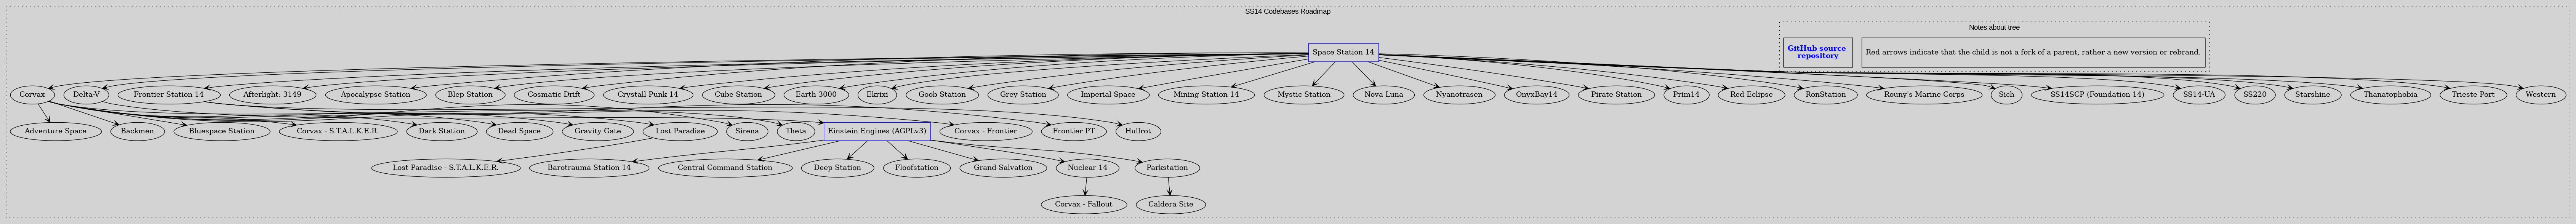 SS14 Codebases Roadmap
Notes about tree
GitHub source
repository
Red arrows indicate that the child is not a fork of a parent, rather a new version or rebrand.
Space Station 14
Corvax
Delta-V
Frontier Station 14
Afterlight: 3149
Apocalypse Station
Blep Station
Cosmatic Drift
Crystall Punk 14
Cube Station
Earth 3000
Ekrixi
Goob Station
Grey Station
Imperial Space
Mining Station 14
Mystic Station
Nova Luna
Nyanotrasen
OnyxBay14
Pirate Station
Prim14
Red Eclipse
RonStation
Rouny's Marine Corps
Sich
SS14SCP (Foundation 14)
SS14-UA
SS220
Starshine
Thanatophobia
Trieste Port
Western
Adventure Space
Backmen
Bluespace Station
Corvax - S.T.A.L.K.E.R.
Dark Station
Dead Space
Gravity Gate
Lost Paradise
Sirena
Theta
Einstein Engines (AGPLv3)
Corvax - Frontier
Frontier PT
Hullrot
Lost Paradise - S.T.A.L.K.E.R.
Barotrauma Station 14
Central Command Station
Deep Station
Floofstation
Grand Salvation
Nuclear 14
Parkstation
Corvax - Fallout
Caldera Site